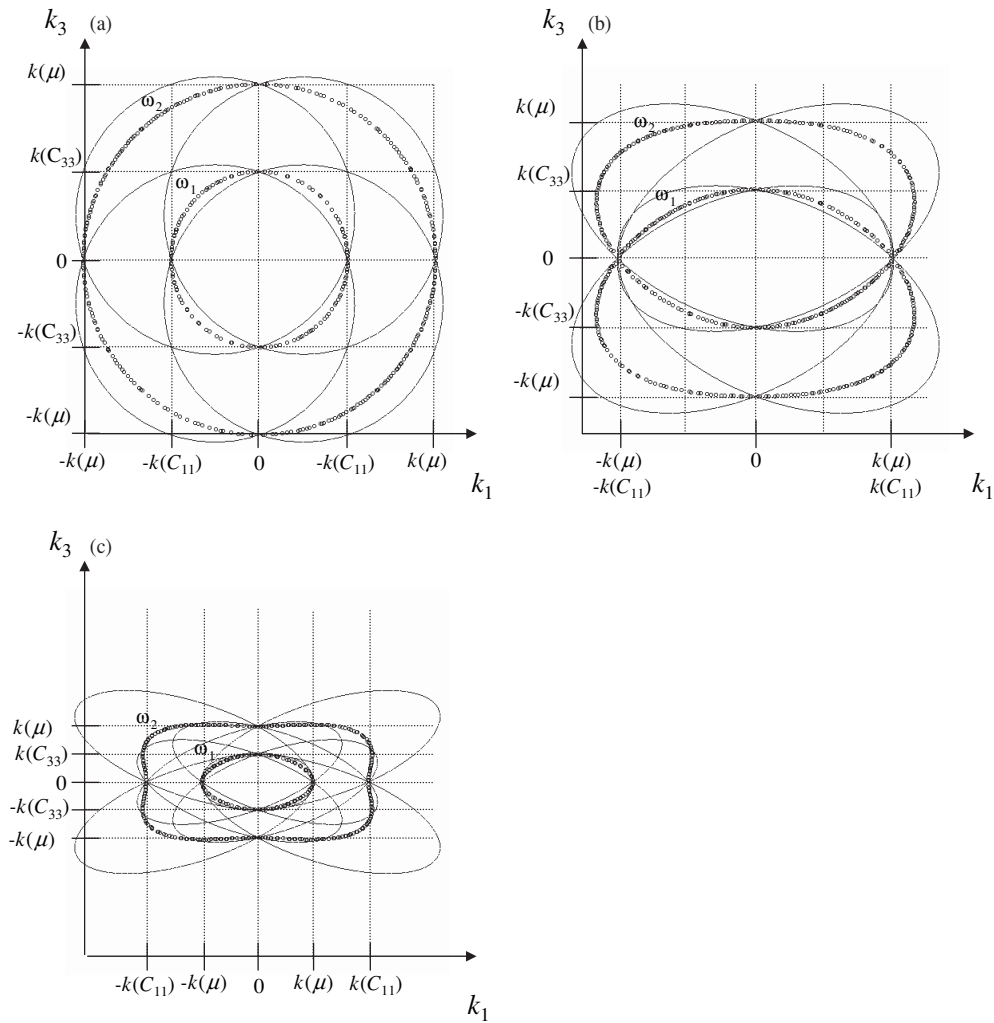 k3 (a)
k(μ)
ω2
k(C33)
ω1
0
-k(C33)
-k(μ)
-k(μ) -k(C11) 0 -k(C11) k(μ)
k1
k3 (b)
k(μ)
ω2
k(C33)
ω1
0
-k(C33)
-k(μ)
-k(μ) 0 k(μ)
-k(C11) k(C11) k1
k3 (c)
k(μ)
ω2
k(C33)
ω1
0
-k(C33)
-k(μ)
-k(C11) -k(μ) 0 k(μ) k(C11)
k1